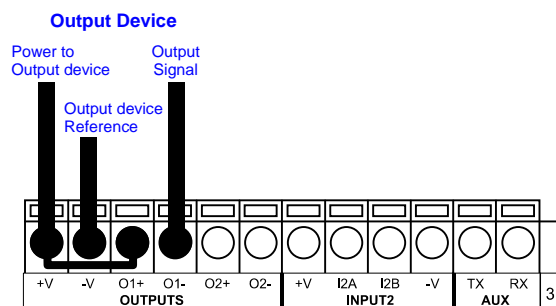 Output Device
Power to
Output device
Output
Signal
Output device
Reference
+V -V O1+ O1- O2+ O2- +V I2A I2B -V TX RX
OUTPUTS INPUT2 AUX 3